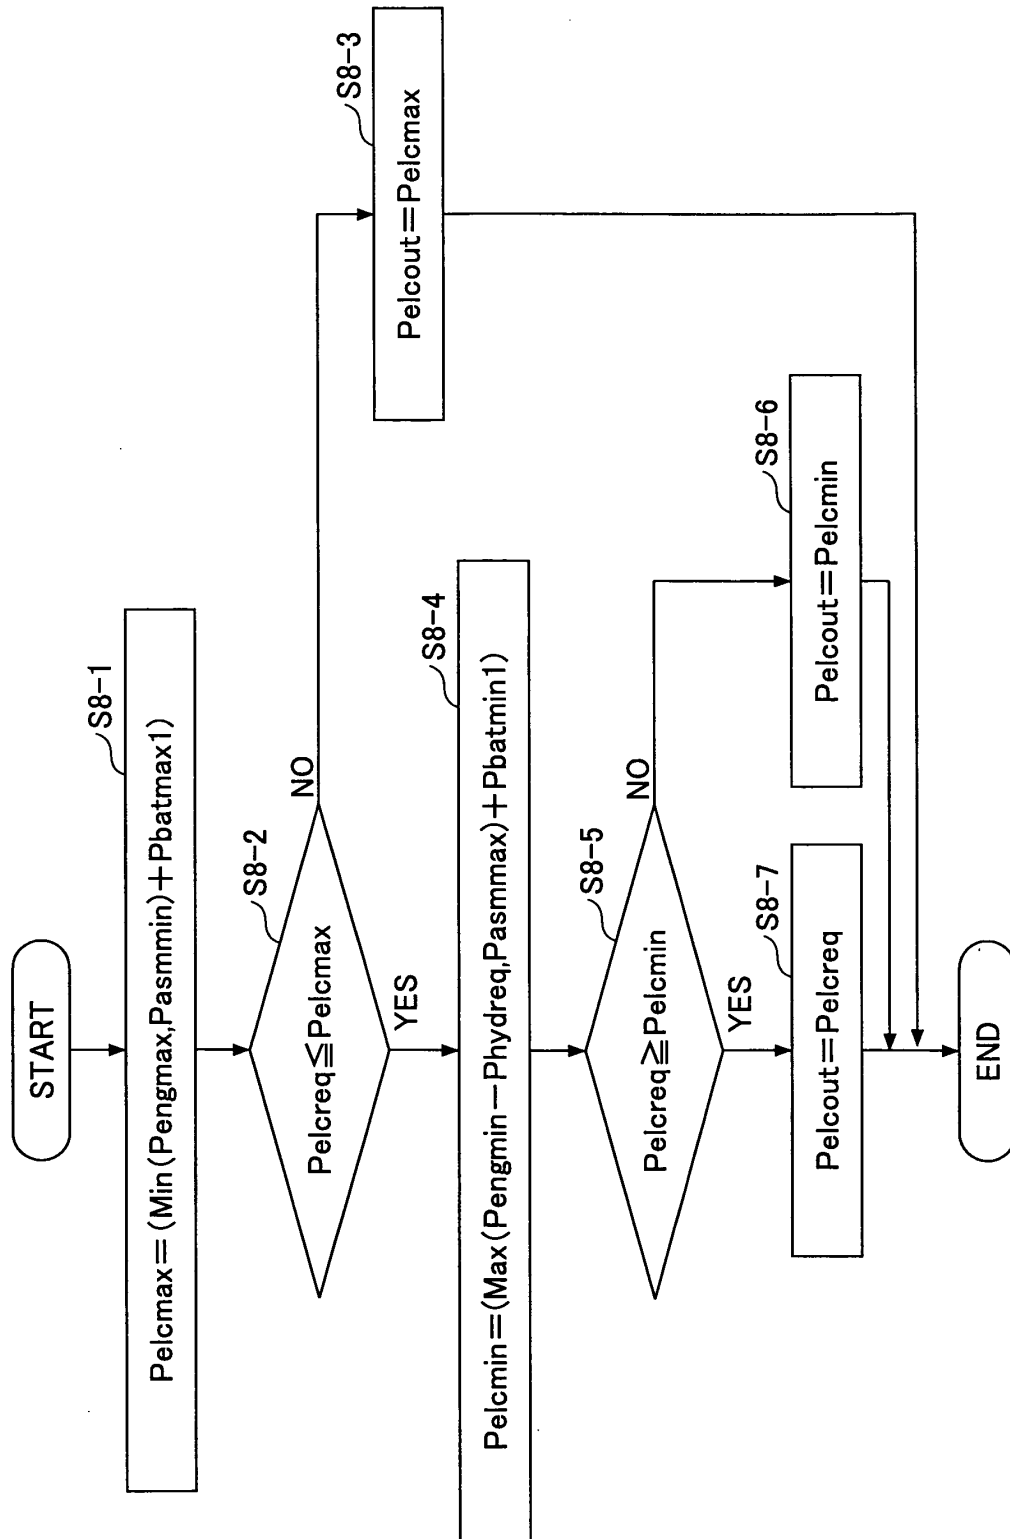 START
S8-1
Pelcmax=(Min(Pengmax,Pasmmin)+Pbatmax1)
S8-2
Pelcreq≦Pelcmax
NO
YES
S8-3
Pelcout=Pelcmax
S8-4
Pelcmin=(Max(Pengmin-Phydreq,Pasmmax)+Pbatmin1)
S8-5
Pelcreq≧Pelcmin
NO
YES
S8-6
Pelcout=Pelcmin
S8-7
Pelcout=Pelcreq
END